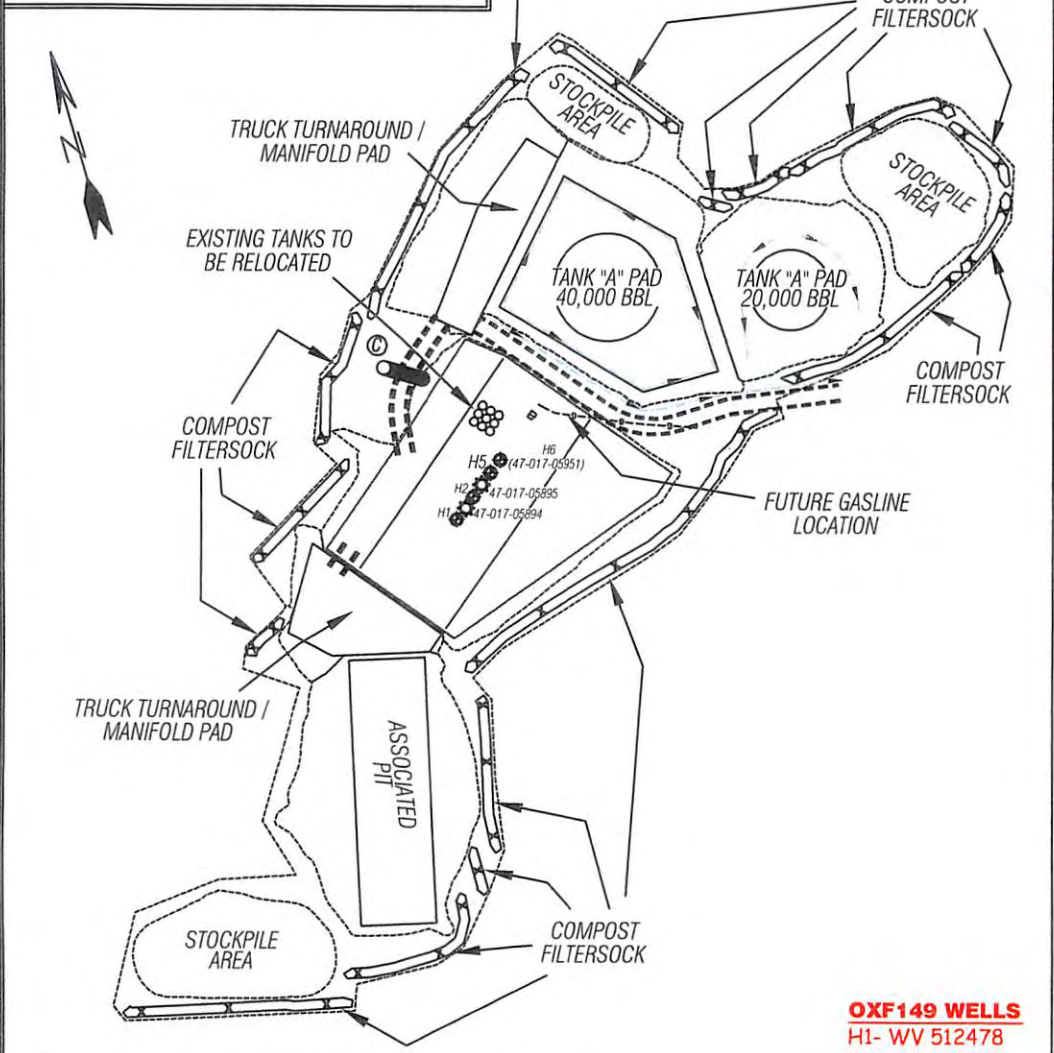 FILTERSOCK
STOCKPILE
AREA
TRUCK TURNAROUND /
MANIFOLD PAD
STOCKPILE
AREA
N
EXISTING TANKS TO
BE RELOCATED
TANK "A" PAD
40,000 BBL
TANK "A" PAD
20,000 BBL
C
COMPOST
FILTERSOCK
COMPOST
FILTERSOCK
H6
H5 (47-017-05951)
H2 47-017-05895
H1 47-017-05894
FUTURE GASLINE
LOCATION
TRUCK TURNAROUND /
MANIFOLD PAD
ASSOCIATED
PIT
COMPOST
FILTERSOCK
STOCKPILE
AREA
OXF149 WELLS
H1- WV 512478